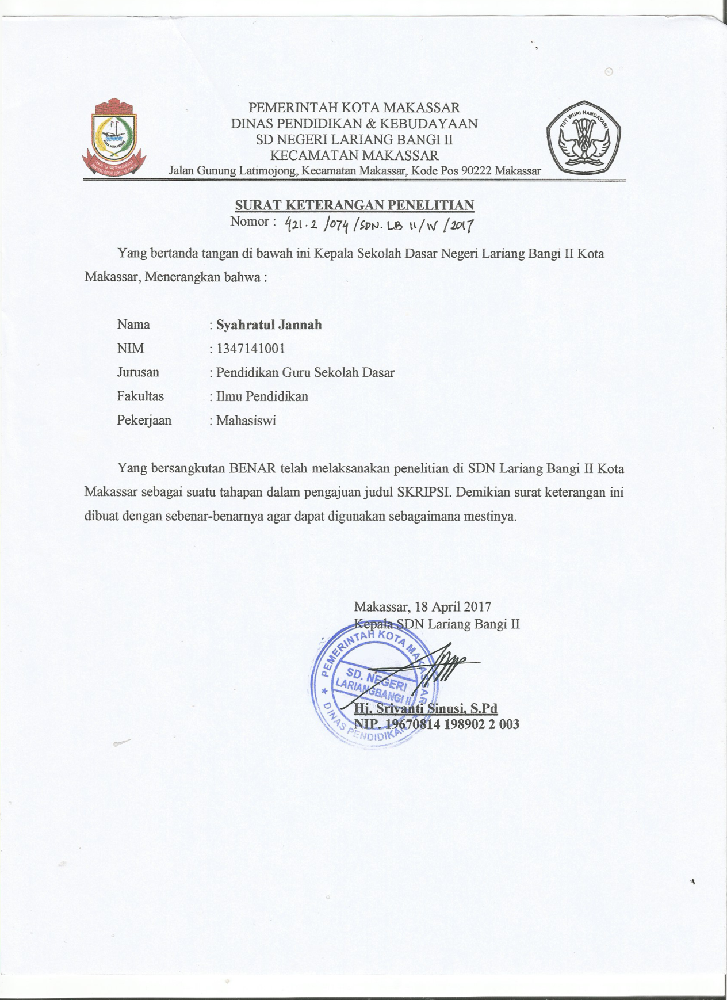 PEMERINTAH KOTA MAKASSAR
DINAS PENDIDIKAN & KEBUDAYAAN
SD NEGERI LARIANG BANGI II
KECAMATAN MAKASSAR
Jalan Gunung Latimojong, Kecamatan Makassar, Kode Pos 90222 Makassar
KOTA MAKASSAR
TUT WURI HANDAYANI
SURAT KETERANGAN PENELITIAN
Nomor : 421.2 /074/SDN. LB II/IV/2017
Yang bertanda tangan di bawah ini Kepala Sekolah Dasar Negeri Lariang Bangi II Kota
Makassar, Menerangkan bahwa :
Nama : Syahratul Jannah
NIM : 1347141001
Jurusan : Pendidikan Guru Sekolah Dasar
Fakultas : Ilmu Pendidikan
Pekerjaan : Mahasiswi
Yang bersangkutan BENAR telah melaksanakan penelitian di SDN Lariang Bangi II Kota
Makassar sebagai suatu tahapan dalam pengajuan judul SKRIPSI. Demikian surat keterangan ini
dibuat dengan sebenar-benarnya agar dapat digunakan sebagaimana mestinya.
Makassar, 18 April 2017
Kepala SDN Lariang Bangi II
PEMERINTAH KOTA MAKASSAR
SD. NEGERI
LARIANGBANGI II
DINAS PENDIDIKAN
Hj. Sriyanti Sinusi, S.Pd
NIP. 19670814 198902 2 003